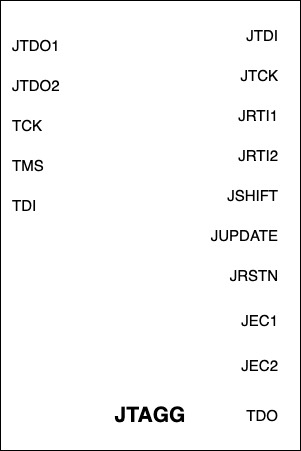 JTDO1
JTDO2
TCK
TMS
TDI
JTDI
JTCK
JRTI1
JRTI2
JSHIFT
JUPDATE
JRSTN
JEC1
JEC2
TDO
JTAGG